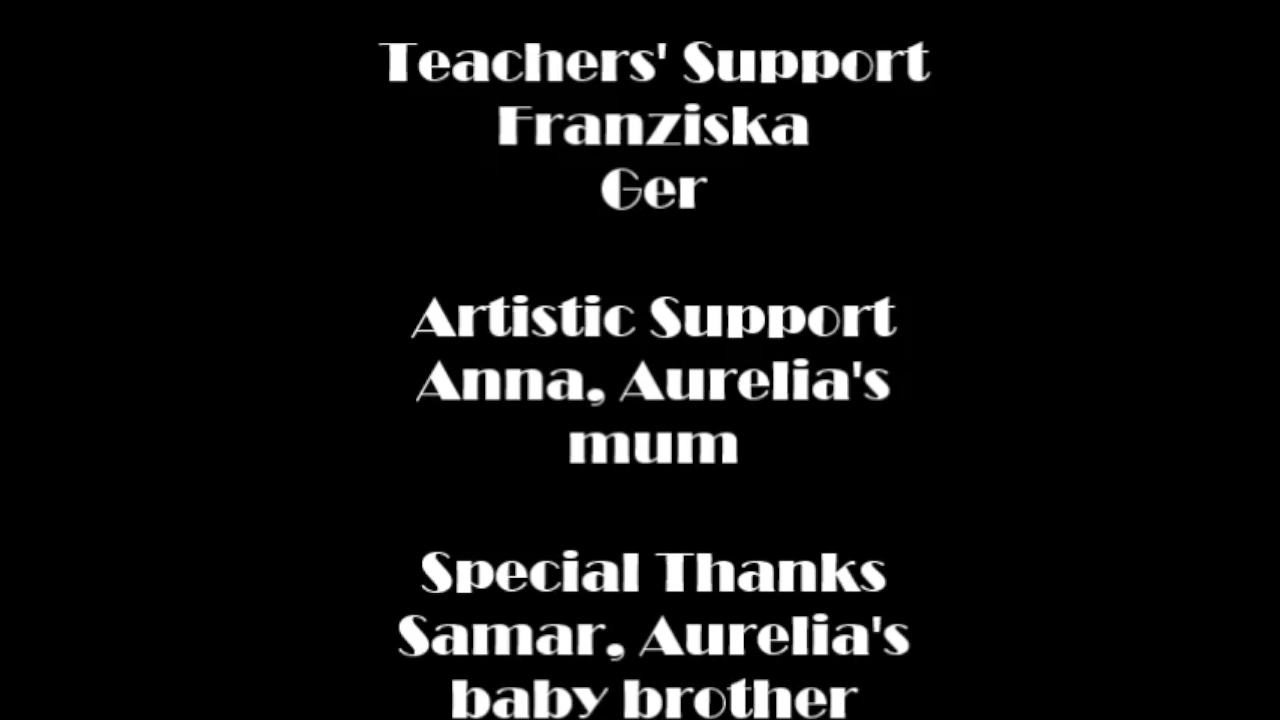 Teachers' Support
Franziska
Ger
Artistic Support
Anna, Aurelia's
mum
Special Thanks
Samar, Aurelia's
baby brother